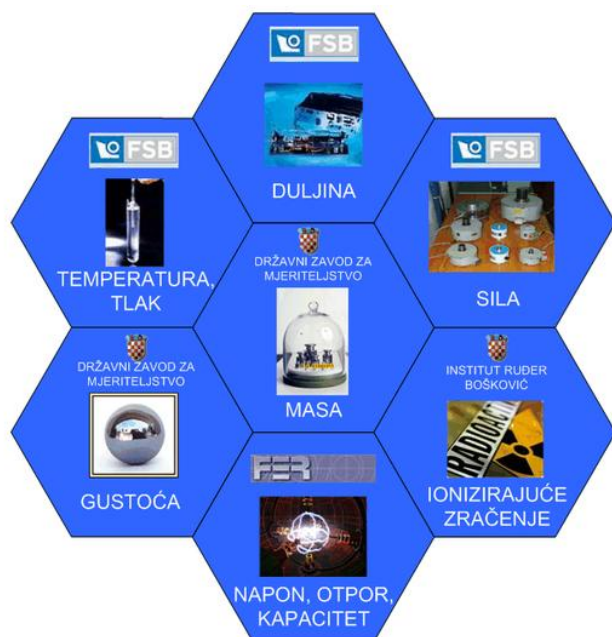 FSB
DULJINA
FSB
TEMPERATURA,
TLAK
FSB
SILA
DRŽAVNI ZAVOD ZA
MJERITELJSTVO
MASA
DRŽAVNI ZAVOD ZA
MJERITELJSTVO
GUSTOĆA
INSTITUT RUĐER
BOŠKOVIĆ
RADIOACT
IONIZIRAJUĆE
ZRAČENJE
FER
NAPON, OTPOR,
KAPACITET